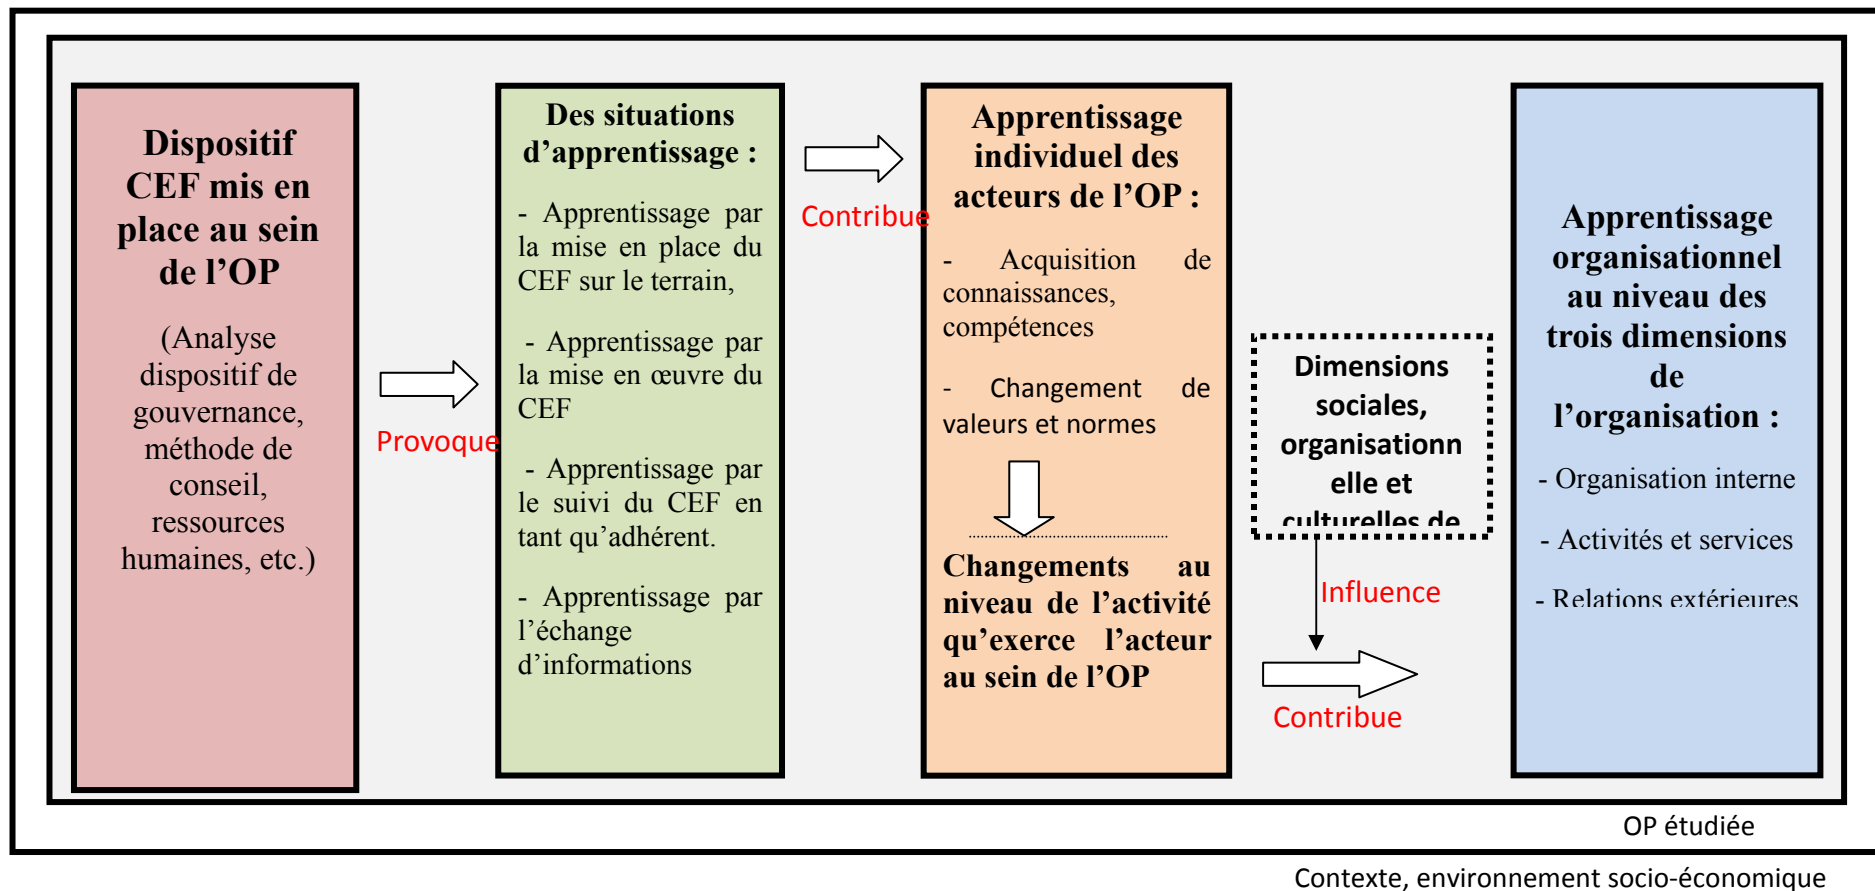 Dispositif
CEF mis en
place au sein
de l’OP
(Analyse
dispositif de
gouvernance,
méthode de
conseil,
ressources
humaines, etc.)
Provoque
Des situations
d’apprentissage :
- Apprentissage par
la mise en place du
CEF sur le terrain,
- Apprentissage par
la mise en œuvre du
CEF
- Apprentissage par
le suivi du CEF en
tant qu’adhérent.
- Apprentissage par
l’échange
d’informations
Contribue
Apprentissage
individuel des
acteurs de l’OP :
- Acquisition de
connaissances,
compétences
- Changement de
valeurs et normes
Changements au
niveau de l’activité
qu’exerce l’acteur
au sein de l’OP
Dimensions
sociales,
organisationn
elle et
culturelles de
Influence
Contribue
Apprentissage
organisationnel
au niveau des
trois dimensions
de
l’organisation :
- Organisation interne
- Activités et services
- Relations extérieures
OP étudiée
Contexte, environnement socio-économique